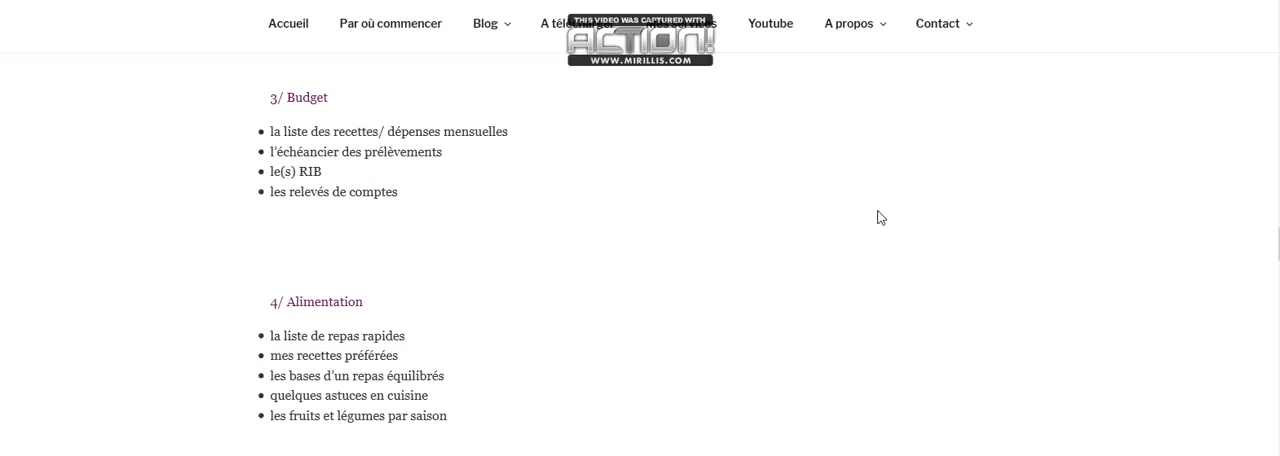 Accueil Par où commencer Blog A télécharger Mes services Youtube A propos Contact
THIS VIDEO WAS CAPTURED WITH
ACTION!
WWW.MIRILLIS.COM
3/ Budget
la liste des recettes/ dépenses mensuelles
l’échéancier des prélèvements
le(s) RIB
les relevés de comptes
4/ Alimentation
la liste de repas rapides
mes recettes préférées
les bases d’un repas équilibrés
quelques astuces en cuisine
les fruits et légumes par saison